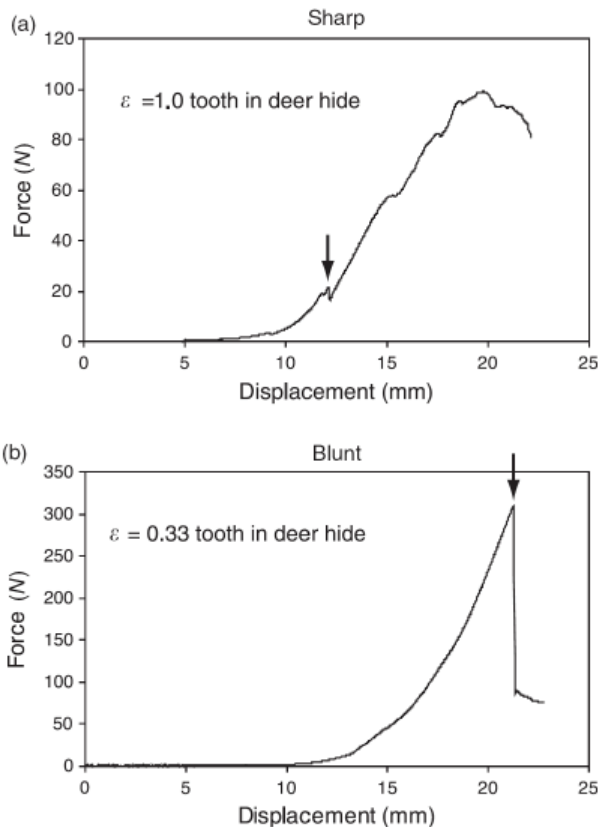 (a)
Sharp
120
100
80
60
40
20
0
Force (N)
ε =1.0 tooth in deer hide
0 5 10 15 20 25
Displacement (mm)
(b)
Blunt
350
300
250
200
150
100
50
0
Force (N)
ε = 0.33 tooth in deer hide
0 5 10 15 20 25
Displacement (mm)